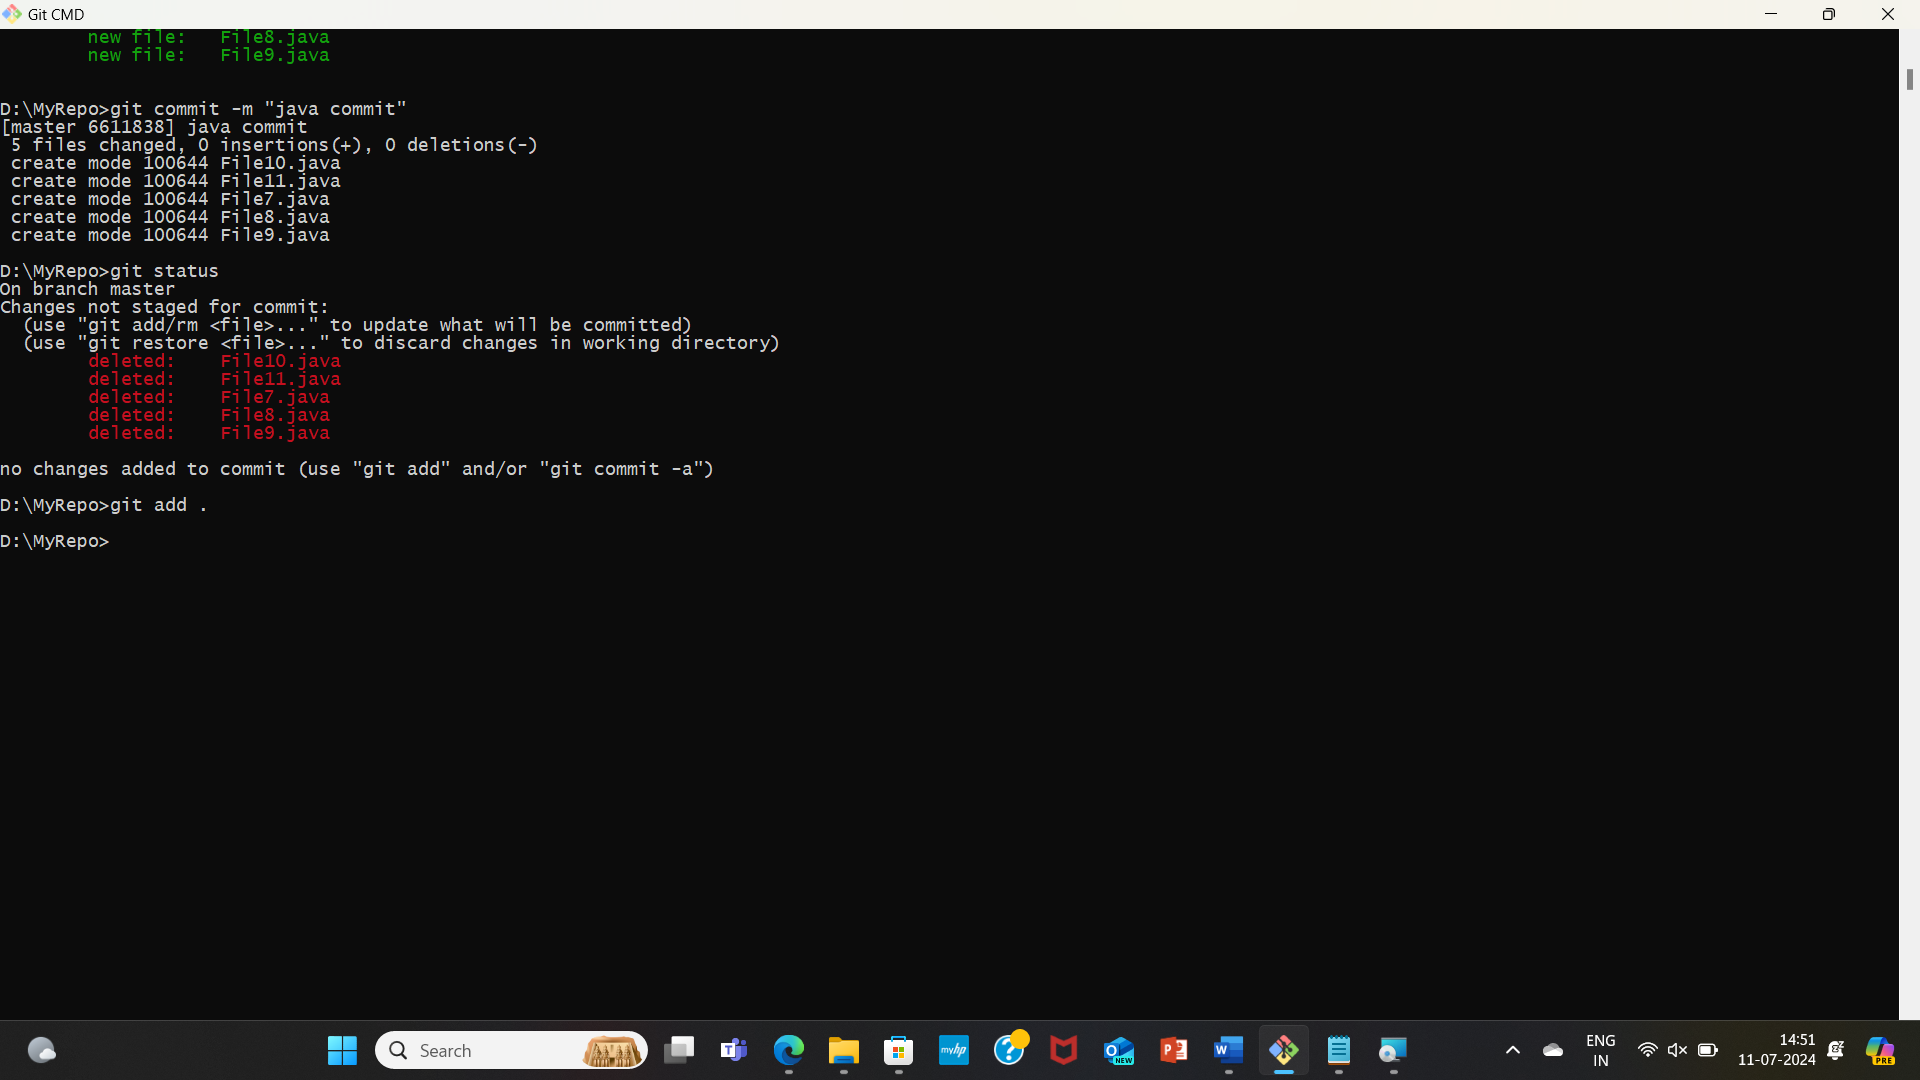 Git CMD
new file:   File8.java
new file:   File9.java
D:\MyRepo>git commit -m "java commit"
[master 6611838] java commit
5 files changed, 0 insertions(+), 0 deletions(-)
create mode 100644 File10.java
create mode 100644 File11.java
create mode 100644 File7.java
create mode 100644 File8.java
create mode 100644 File9.java
D:\MyRepo>git status
On branch master
Changes not staged for commit:
(use "git add/rm <file>..." to update what will be committed)
(use "git restore <file>..." to discard changes in working directory)
deleted:    File10.java
deleted:    File11.java
deleted:    File7.java
deleted:    File8.java
deleted:    File9.java
no changes added to commit (use "git add" and/or "git commit -a")
D:\MyRepo>git add .
D:\MyRepo>
Search
myhp
NEW
ENG
IN
14:51
11-07-2024
PRE